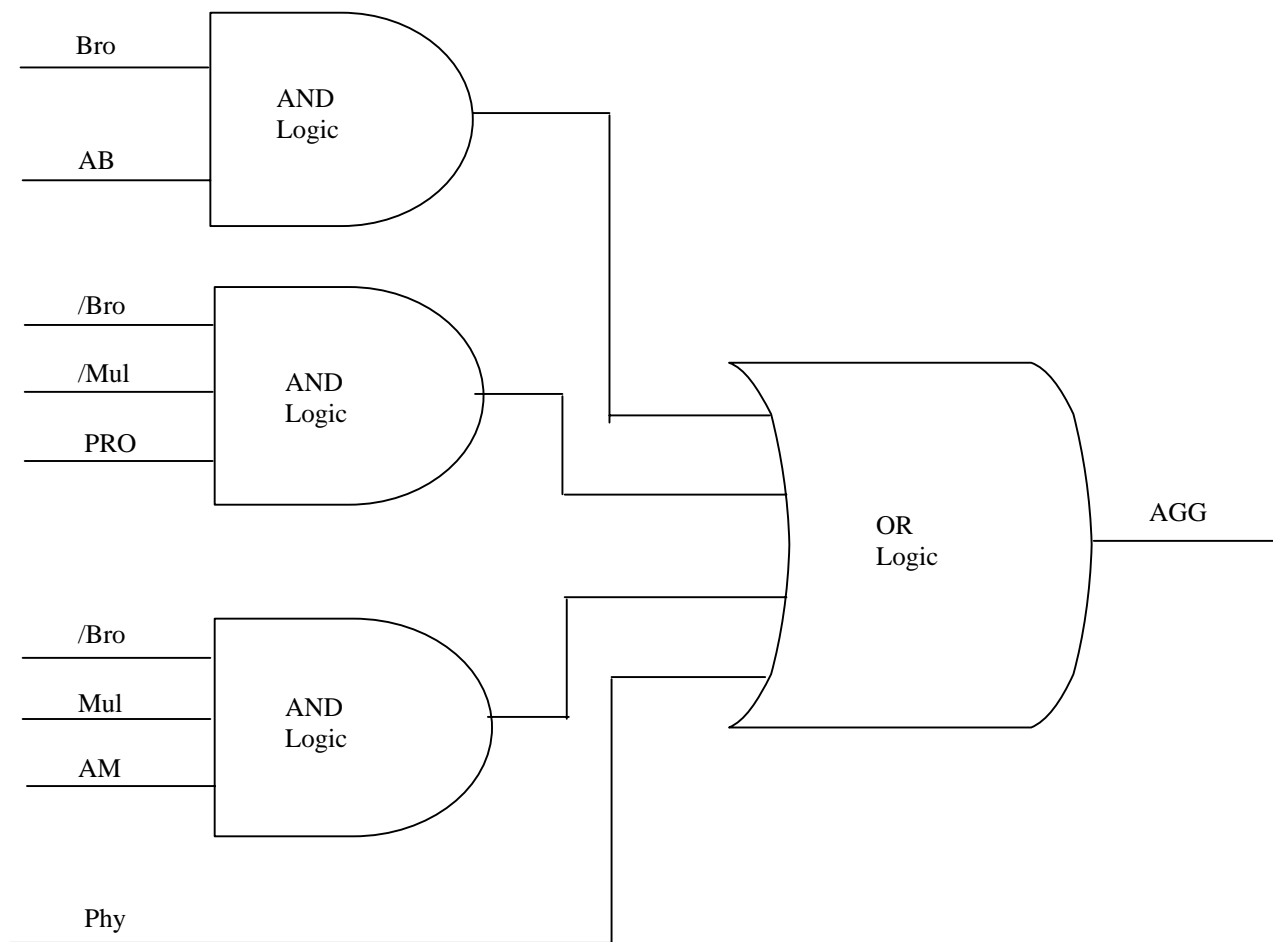 Bro
AND
Logic
AB
/Bro
/Mul
AND
Logic
PRO
OR
Logic
AGG
/Bro
Mul
AND
Logic
AM
Phy